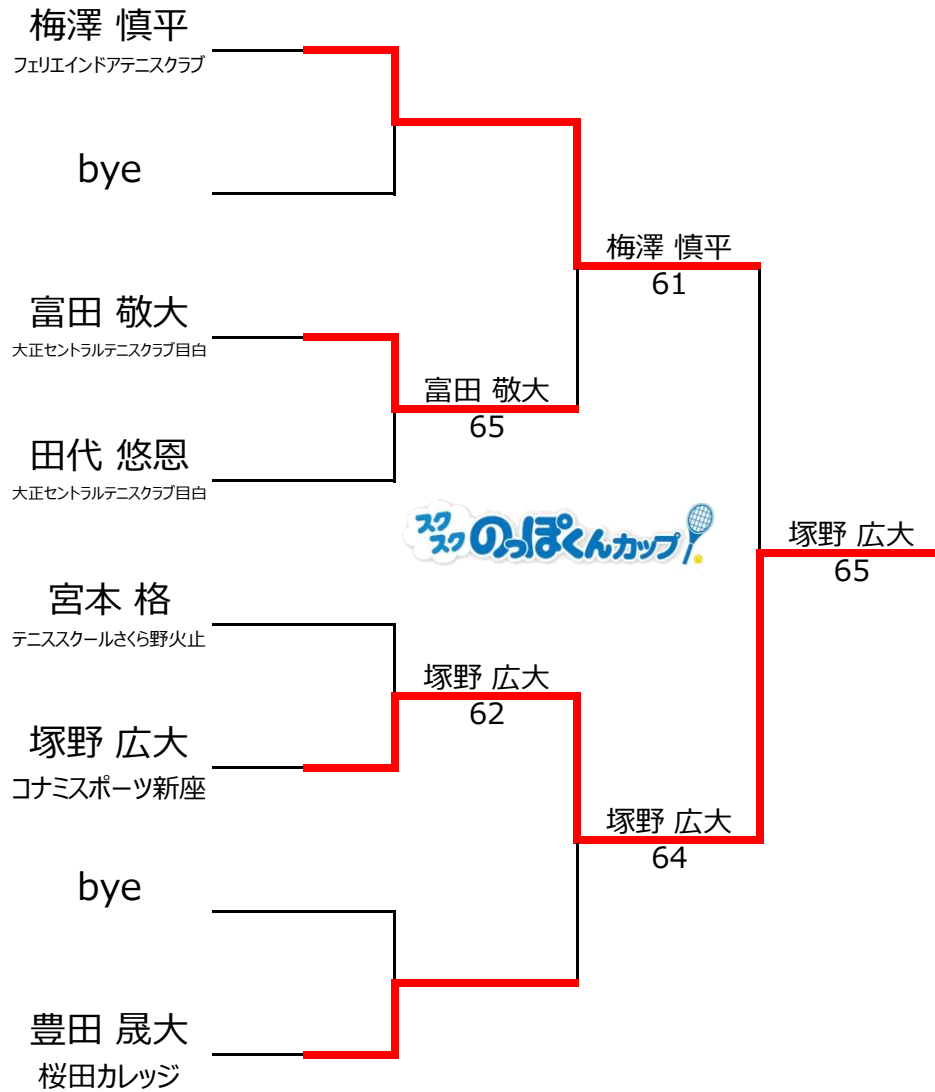 梅澤 慎平
フェリエインドアテニスクラブ
bye
梅澤 慎平
61
富田 敬大
大正セントラルテニスクラブ目白
富田 敬大
65
田代 悠恩
大正セントラルテニスクラブ目白
スクスク のっぽくんカップ
塚野 広大
65
宮本 格
テニススクールさくら野火止
塚野 広大
62
塚野 広大
コナミスポーツ新座
塚野 広大
64
bye
豊田 晟大
桜田カレッジ